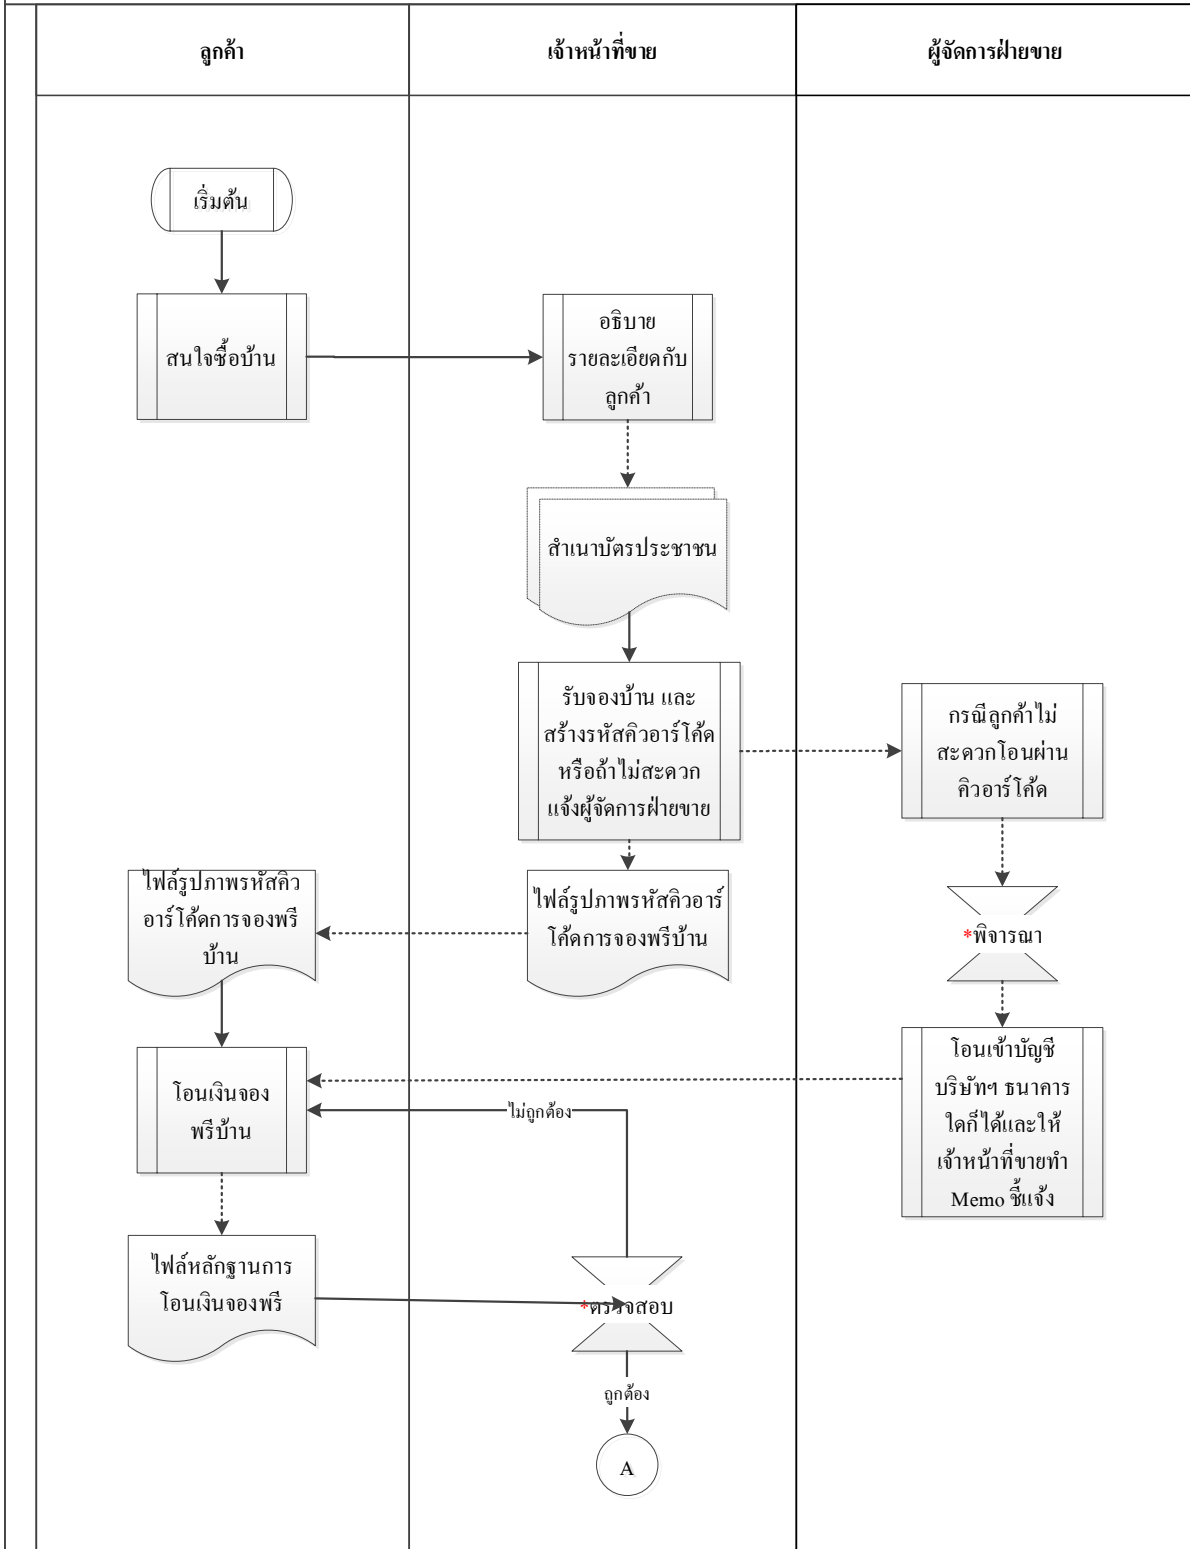 ลูกค้า
เจ้าหน้าที่ขาย
ผู้จัดการฝ่ายขาย
เริ่มต้น
สนใจซื้อบ้าน
อธิบาย
รายละเอียดกับ
ลูกค้า
สำเนาบัตรประชาชน
รับจองบ้าน และ
สร้างรหัสคิวอาร์โค้ด
หรือถ้าไม่สะดวก
แจ้งผู้จัดการฝ่ายขาย
กรณีลูกค้าไม่
สะดวกโอนผ่าน
คิวอาร์โค้ด
ไฟล์รูปภาพรหัสคิว
อาร์โค้ดการจองพรี
บ้าน
ไฟล์รูปภาพรหัสคิวอาร์
โค้ดการจองพรีบ้าน
*พิจารณา
โอนเงินจอง
พรีบ้าน
โอนเข้าบัญชี
บริษัทฯ ธนาคาร
ใดก็ได้และให้
เจ้าหน้าที่ขายทำ
Memo ชี้แจ้ง
ไม่ถูกต้อง
ไฟล์หลักฐานการ
โอนเงินจองพรี
*ตรวจสอบ
ถูกต้อง
A